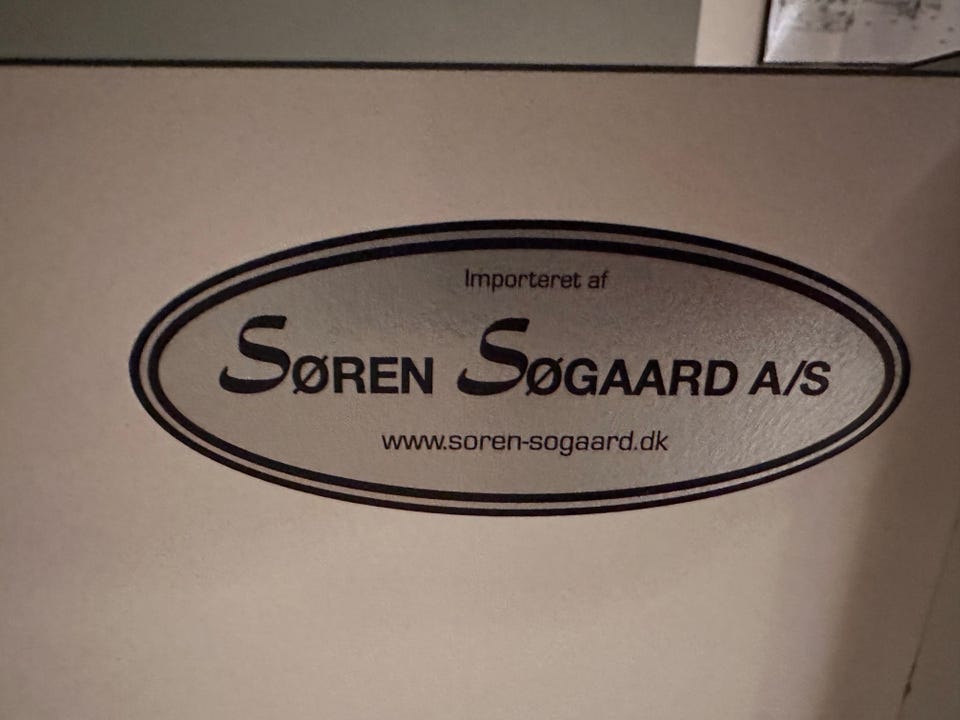 Importeret af
SØREN SØGAARD A/S
www.soren-sogaard.dk